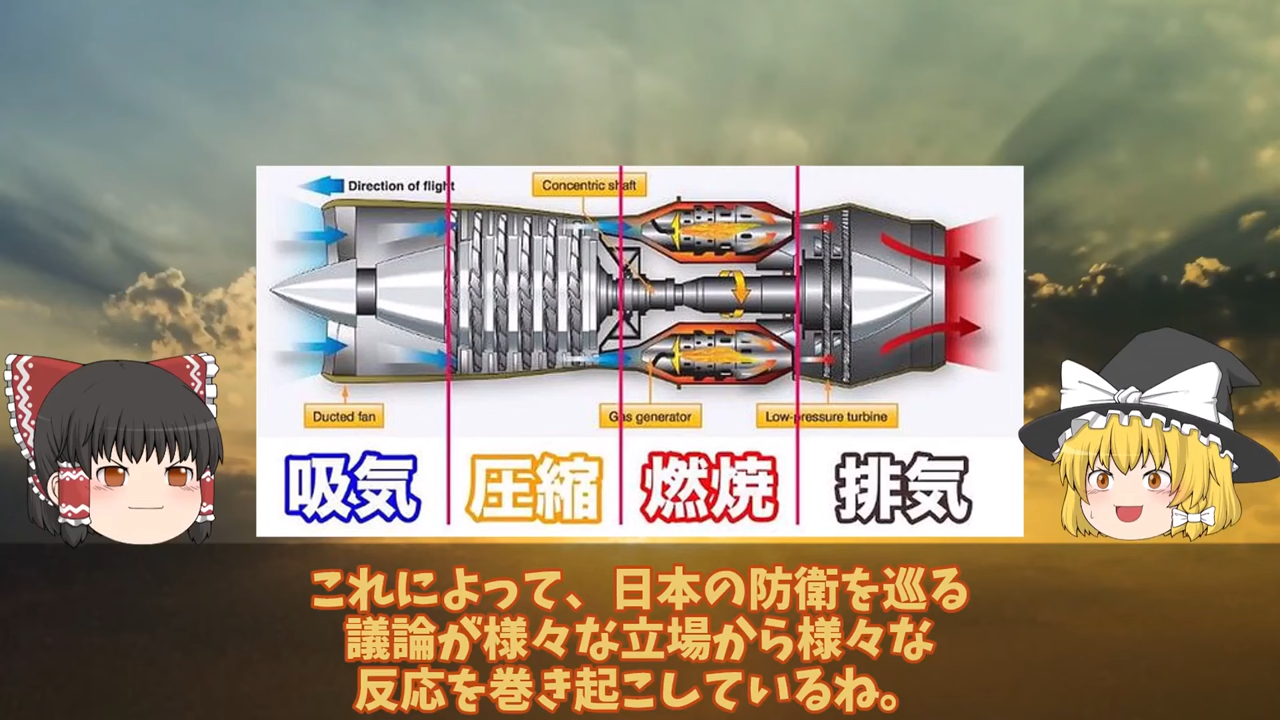 Direction of flight
Concentric shaft
Ducted fan
Gas generator
Low-pressure turbine
吸気
圧縮
燃焼
排気
これによって、日本の防衛を巡る
議論が様々な立場から様々な
反応を巻き起こしているね。